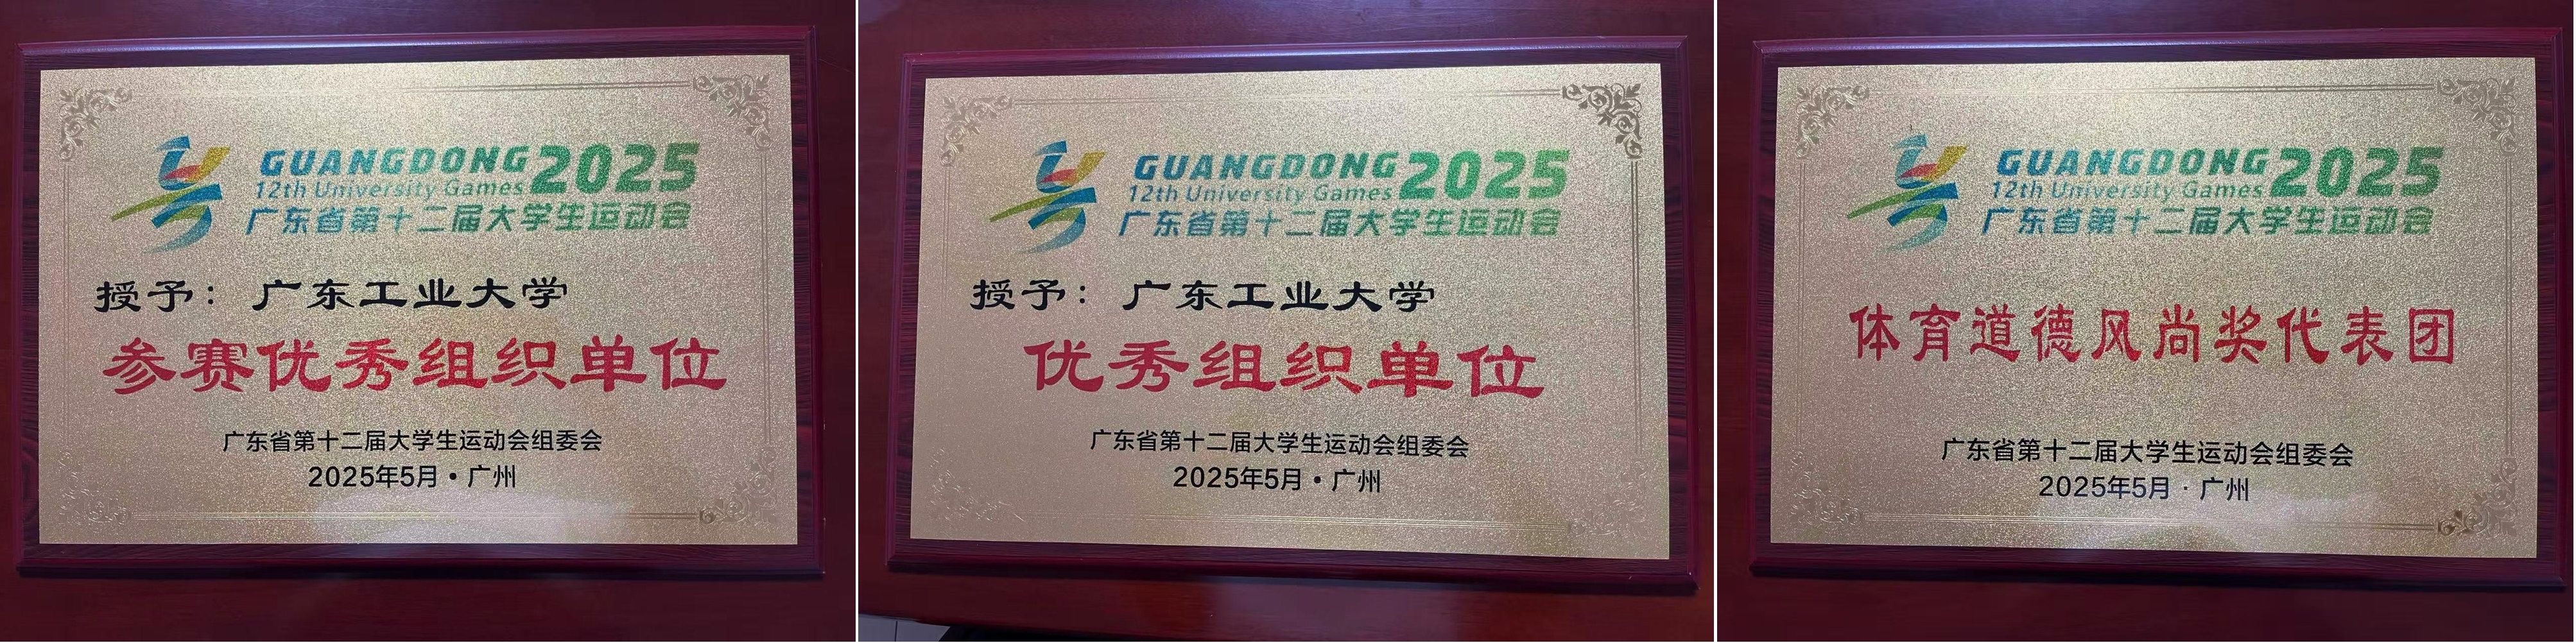 GUANGDONG 2025
12th University Games
广东省第十二届大学生运动会
授予：广东工业大学
参赛优秀组织单位
广东省第十二届大学生运动会组委会
2025年5月·广州
GUANGDONG 2025
12th University Games
广东省第十二届大学生运动会
授予：广东工业大学
优秀组织单位
广东省第十二届大学生运动会组委会
2025年5月·广州
GUANGDONG 2025
12th University Games
广东省第十二届大学生运动会
体育道德风尚奖代表团
广东省第十二届大学生运动会组委会
2025年5月·广州